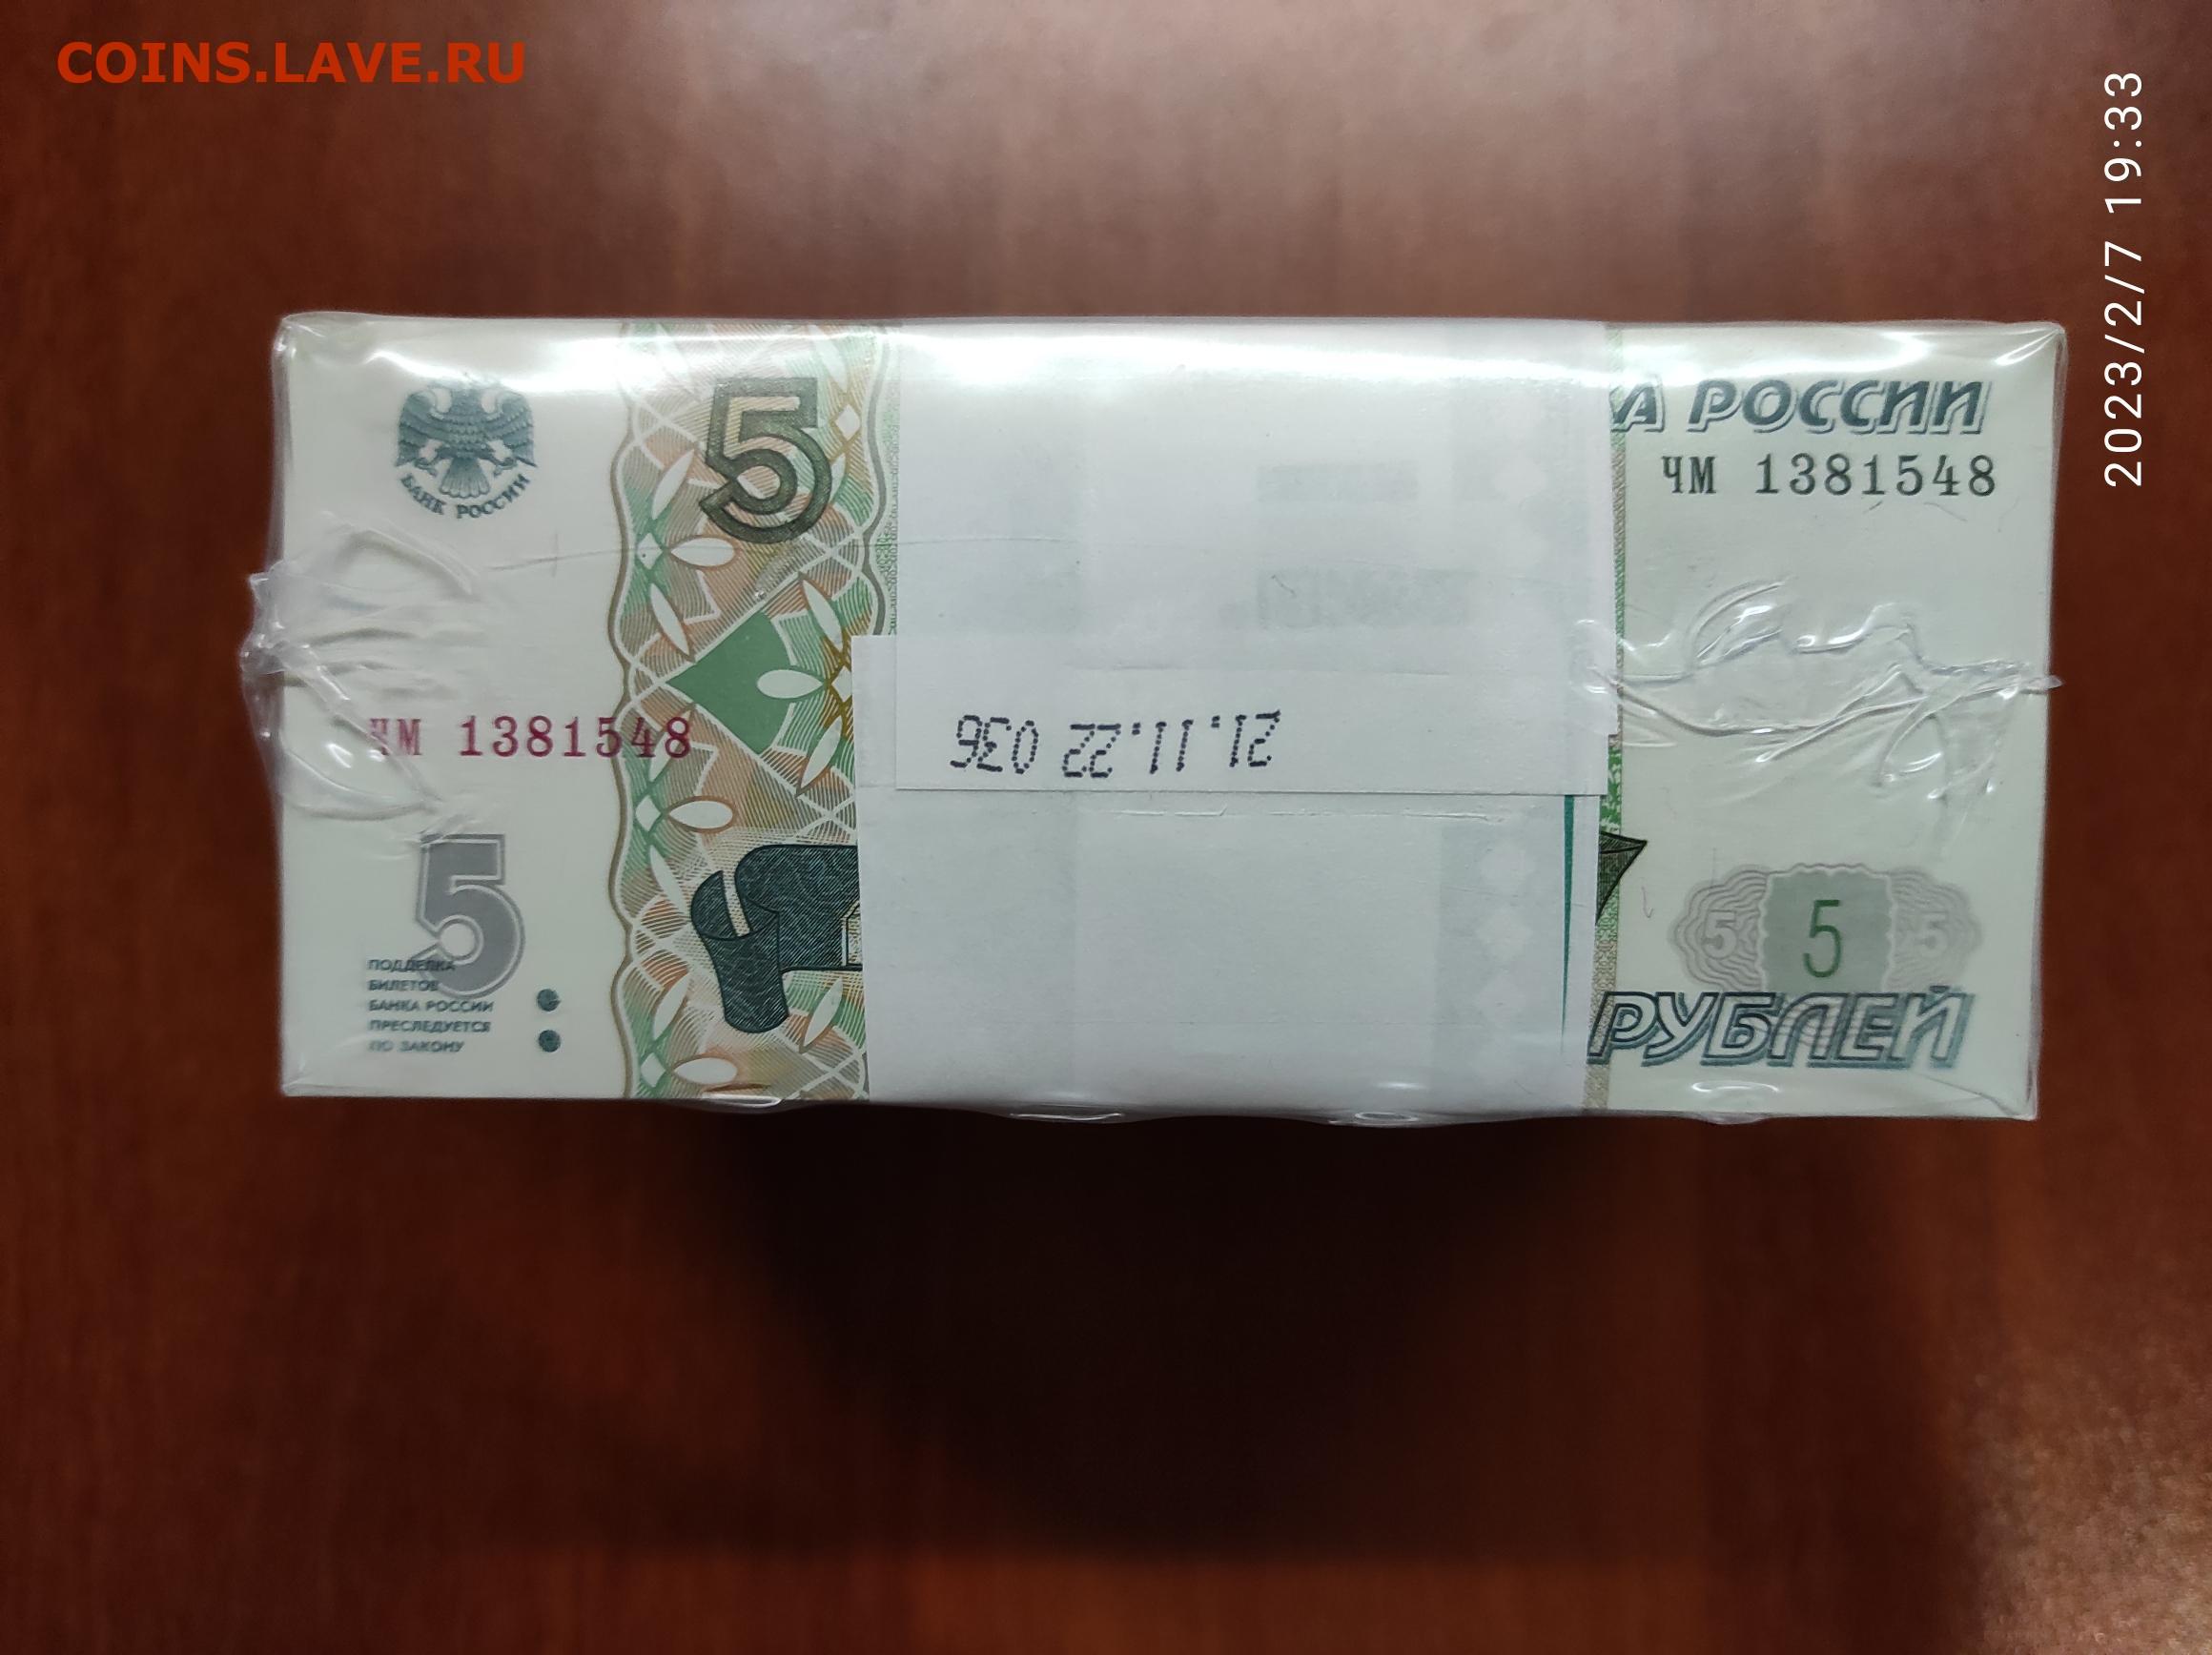 COINS.LAVE.RU
2023/2/7 19:33
БАНК РОССИИ
5
А РОССИИ
ЧМ 1381548
ЧМ 1381548
21.11.22 036
5
ПОДДЕЛКА
БИЛЕТОВ
БАНКА РОССИИ
ПРЕСЛЕДУЕТСЯ
ПО ЗАКОНУ
5 5 5
РУБЛЕЙ